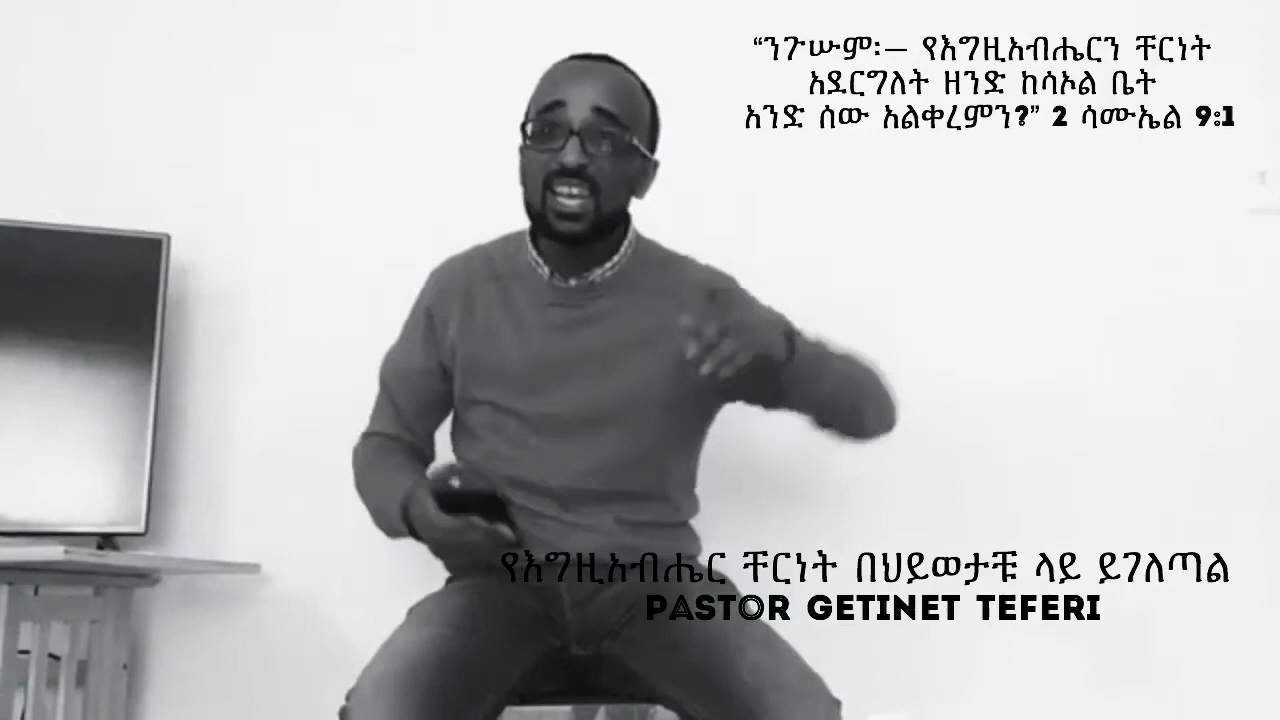 “ንጉሡም፡— የእግዚአብሔርን ቸርነት
አደርግለት ዘንድ ከሳኦል ቤት
አንድ ሰው አልቀረምን?” 2 ሳሙኤል 9፡1
የእግዚአብሔር ቸርነት በህይወታቹ ላይ ይገለጣል
PASTOR GETINET TEFERI